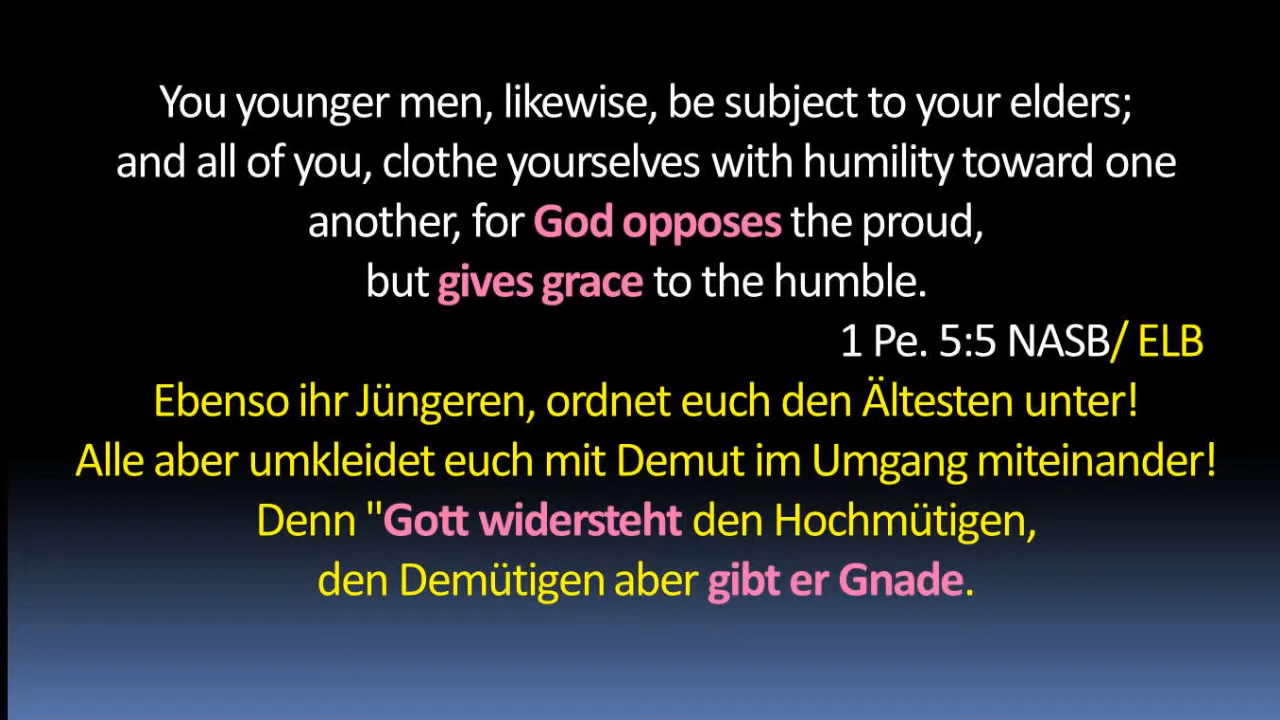 You younger men, likewise, be subject to your elders;
and all of you, clothe yourselves with humility toward one
another, for God opposes the proud,
but gives grace to the humble.
1 Pe. 5:5 NASB/ ELB
Ebenso ihr Jüngeren, ordnet euch den Ältesten unter!
Alle aber umkleidet euch mit Demut im Umgang miteinander!
Denn "Gott widersteht den Hochmütigen,
den Demütigen aber gibt er Gnade.